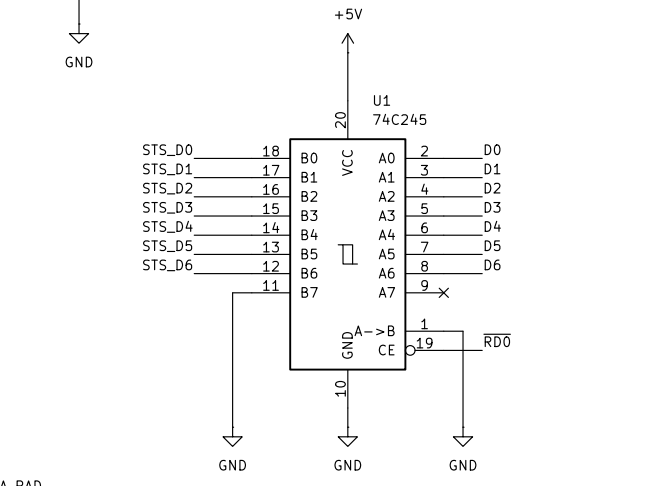 +5V
GND
U1
74C245
20
STS_D0 18 B0 VCC A0 2 D0
STS_D1 17 B1 A1 3 D1
STS_D2 16 B2 A2 4 D2
STS_D3 15 B3 A3 5 D3
STS_D4 14 B4 A4 6 D4
STS_D5 13 B5 A5 7 D5
STS_D6 12 B6 A6 8 D6
11 B7 A7 9
A->B 1
GND CE 19 RD0
10
GND GND GND